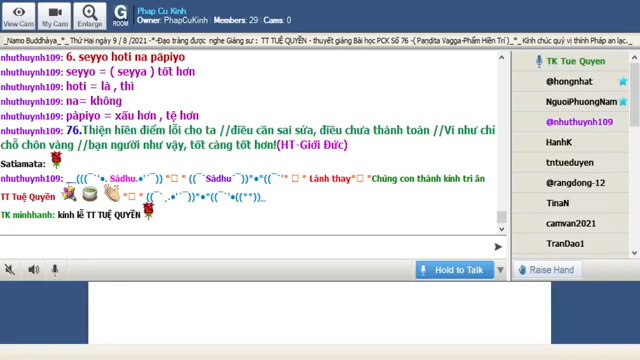 Phap Cu Kinh
Owner: PhapCuKinh, Members: 29 Cams: 0
View Cam
My Cam
Enlarge
G
ROOM
_Namo Buddhàya_*_ Thứ Hai ngày 9 / 8 /2021 -*-Đạo tràng được nghe Giảng sư : TT TUỆ QUYỀN - thuyết giảng Bài học PCK Số 76 -( Pandita Vagga-Phẩm Hiền Trí )_*_ Kính chúc quý vị thính Pháp an lạc.
nhuthuynh109: 6. seyyo hoti na pāpiyo
nhuthuynh109: seyyo = ( seyya ) tốt hơn
nhuthuynh109: hoti = là , thì
nhuthuynh109: na= không
nhuthuynh109: pàpiyo = xấu hơn , tệ hơn
nhuthuynh109: 76.Thiện hiền điểm lỗi cho ta //điều cần sai sửa, điều chưa thành toàn //Ví như chỉ
chỗ chôn vàng //bạn người như vậy, tốt càng tốt hơn!(HT-Giới Đức)
Satiamata:
nhuthuynh109: Sàdhu Sàdhu Lành thay *Chúng con thành kính tri ân
TT TUỆ QUYỀN
TK minhhanh: kính lễ TT TUỆ QUYỀN
TK Tue Quyen
@hongnhat
NguoiPhuongNam
@nhuthuynh109
HanhK
tntueduyen
@rangdong-12
TinaN
camvan2021
TranDao1
Hold to Talk
Raise Hand